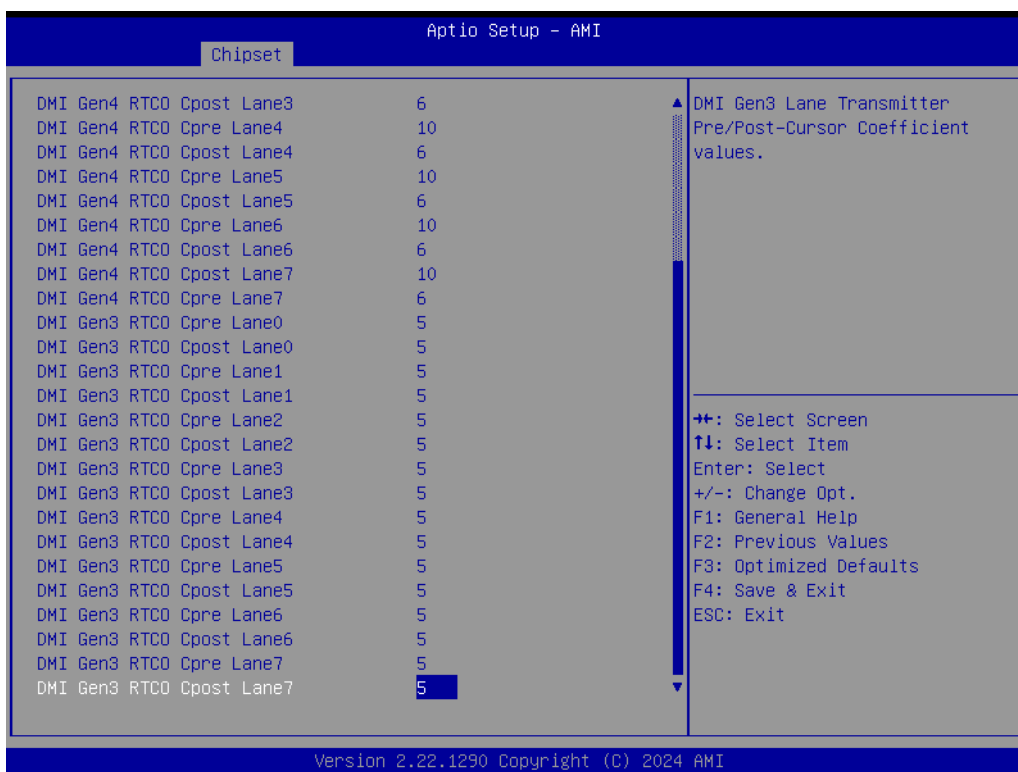 Aptio Setup – AMI
Chipset
DMI Gen4 RTCO Cpost Lane3 6
DMI Gen4 RTCO Cpre Lane4 10
DMI Gen4 RTCO Cpost Lane4 6
DMI Gen4 RTCO Cpre Lane5 10
DMI Gen4 RTCO Cpost Lane5 6
DMI Gen4 RTCO Cpre Lane6 10
DMI Gen4 RTCO Cpost Lane6 6
DMI Gen4 RTCO Cpost Lane7 10
DMI Gen4 RTCO Cpre Lane7 6
DMI Gen3 RTCO Cpre Lane0 5
DMI Gen3 RTCO Cpost Lane0 5
DMI Gen3 RTCO Cpre Lane1 5
DMI Gen3 RTCO Cpost Lane1 5
DMI Gen3 RTCO Cpre Lane2 5
DMI Gen3 RTCO Cpost Lane2 5
DMI Gen3 RTCO Cpre Lane3 5
DMI Gen3 RTCO Cpost Lane3 5
DMI Gen3 RTCO Cpre Lane4 5
DMI Gen3 RTCO Cpost Lane4 5
DMI Gen3 RTCO Cpre Lane5 5
DMI Gen3 RTCO Cpost Lane5 5
DMI Gen3 RTCO Cpre Lane6 5
DMI Gen3 RTCO Cpost Lane6 5
DMI Gen3 RTCO Cpre Lane7 5
DMI Gen3 RTCO Cpost Lane7 5
DMI Gen3 Lane Transmitter
Pre/Post-Cursor Coefficient
values.
→←: Select Screen
↑↓: Select Item
Enter: Select
+/-: Change Opt.
F1: General Help
F2: Previous Values
F3: Optimized Defaults
F4: Save & Exit
ESC: Exit
Version 2.22.1290 Copyright (C) 2024 AMI